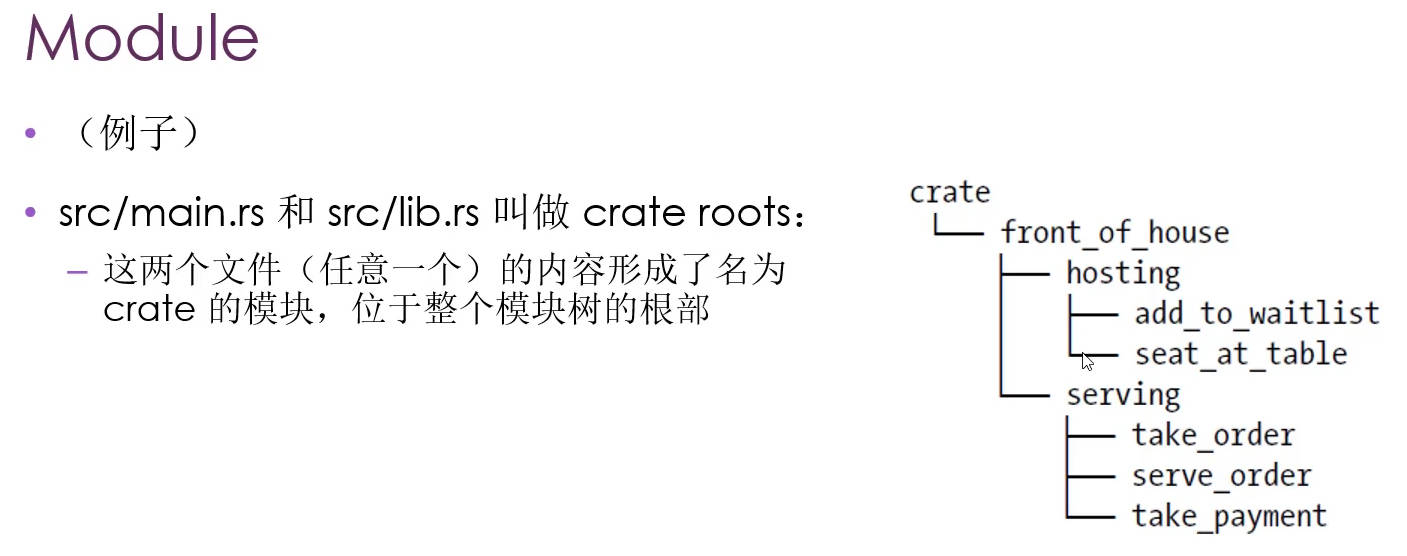 Module
（例子）
src/main.rs 和 src/lib.rs 叫做 crate roots：
这两个文件（任意一个）的内容形成了名为
crate 的模块，位于整个模块树的根部
crate
front_of_house
hosting
add_to_waitlist
seat_at_table
serving
take_order
serve_order
take_payment